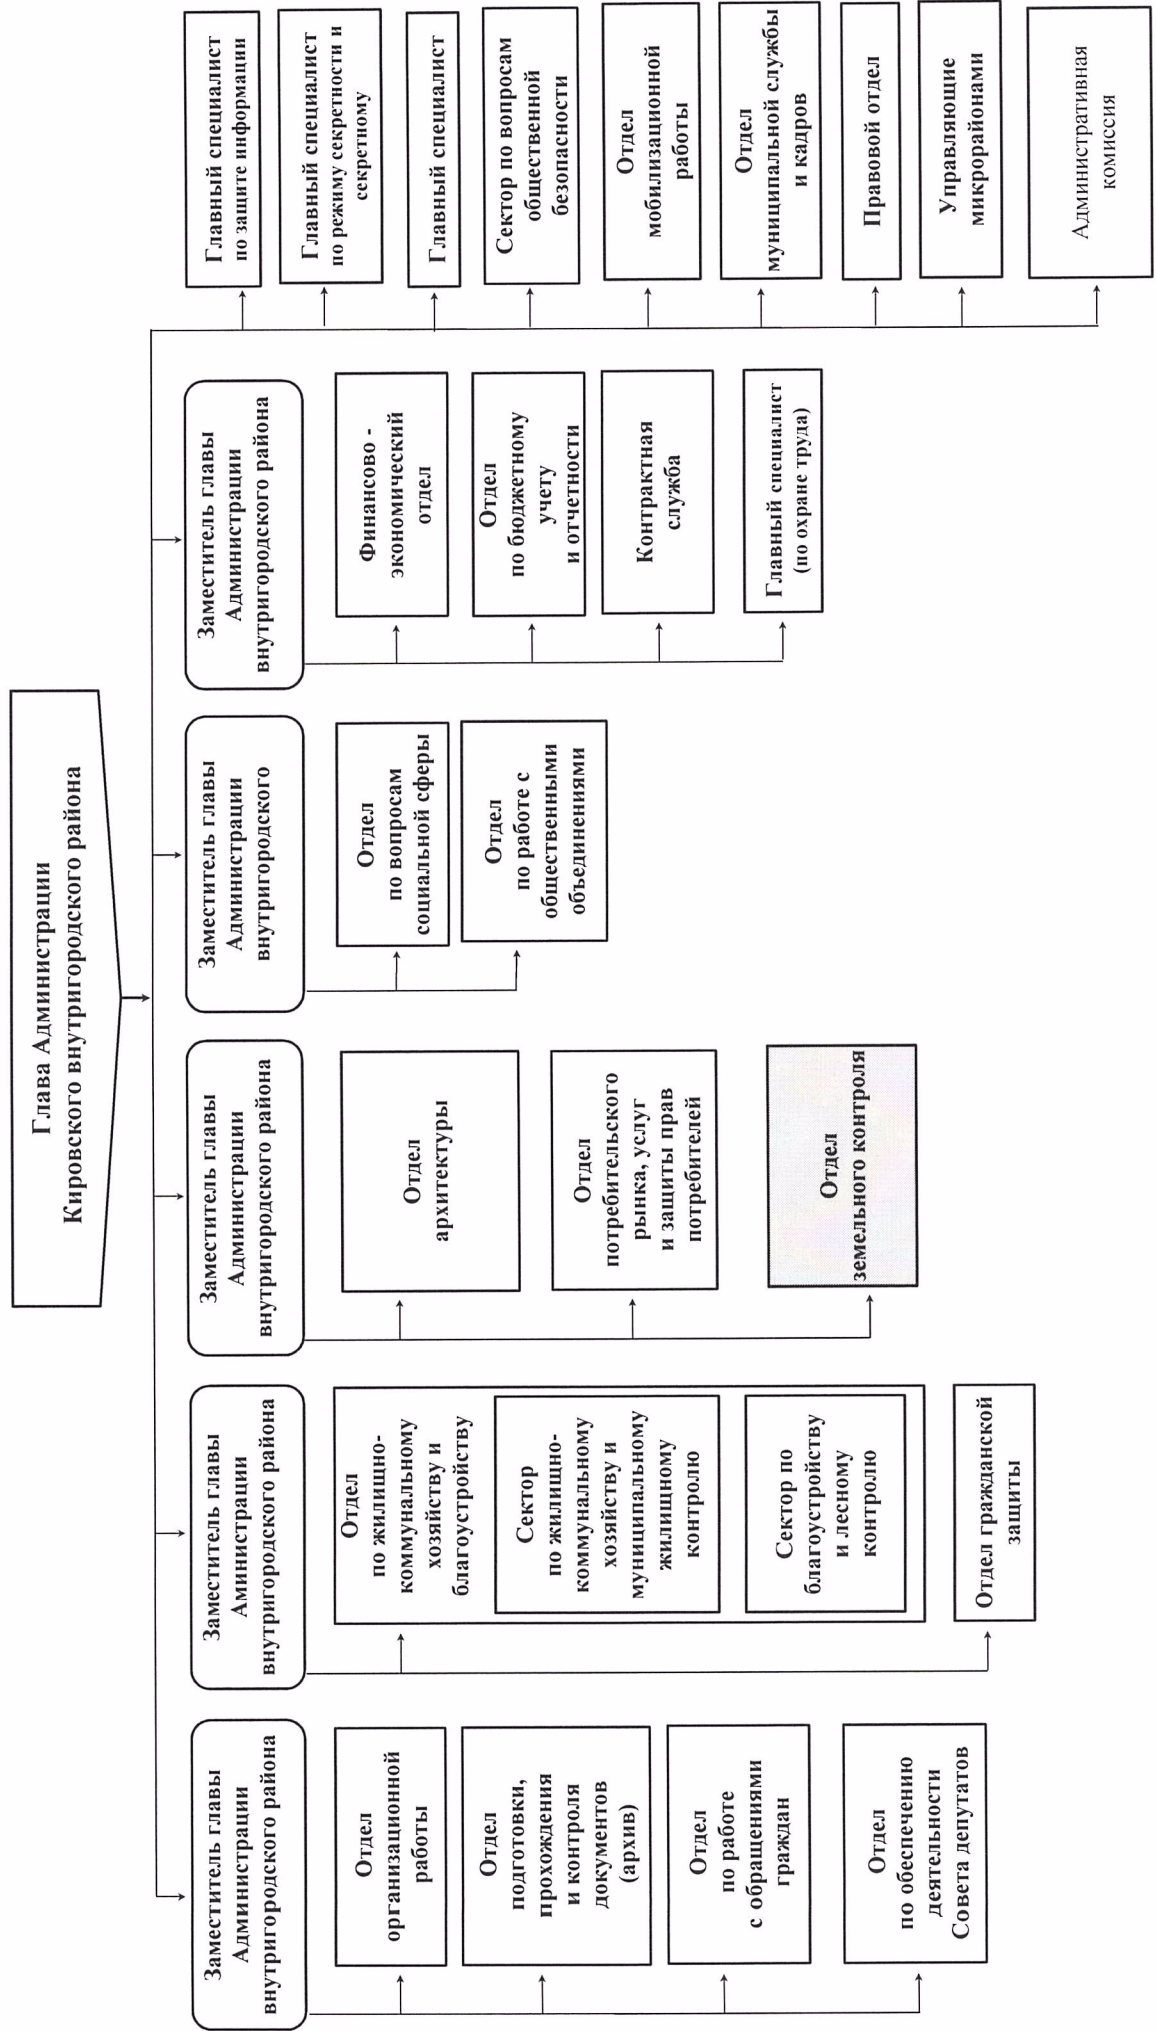 Глава Администрации
Кировского внутригородского района
Заместитель главы
Администрации
внутригородского района
Отдел
организационной
работы
Отдел
подготовки,
прохождения
и контроля
документов
(архив)
Отдел
по работе
с обращениями
граждан
Отдел
по обеспечению
деятельности
Совета депутатов
Заместитель главы
Аминистрации
внутригородского района
Отдел
по жилищно-
коммунальному
хозяйству и
благоустройству
Сектор
по жилищно-
коммунальному
хозяйству и
муниципальному
жилищному
контролю
Сектор по
благоустройству
и лесному
контролю
Отдел гражданской
защиты
Заместитель главы
Администрации
внутригородского района
Отдел
архитектуры
Отдел
потребительского
рынка, услуг
и защиты прав
потребителей
Отдел
земельного контроля
Заместитель главы
Администрации
внутригородского
Отдел
по вопросам
социальной сферы
Отдел
по работе с
общественными
объединениями
Заместитель главы
Администрации
внутригородского района
Финансово -
экономический
отдел
Отдел
по бюджетному
учету
и отчетности
Контрактная
служба
Главный специалист
(по охране труда)
Главный специалист
по защите информации
Главный специалист
по режиму секретности и
секретному
Главный специалист
Сектор по вопросам
общественной
безопасности
Отдел
мобилизационной
работы
Отдел
муниципальной службы
и кадров
Правовой отдел
Управляющие
микрорайонами
Административная
комиссия